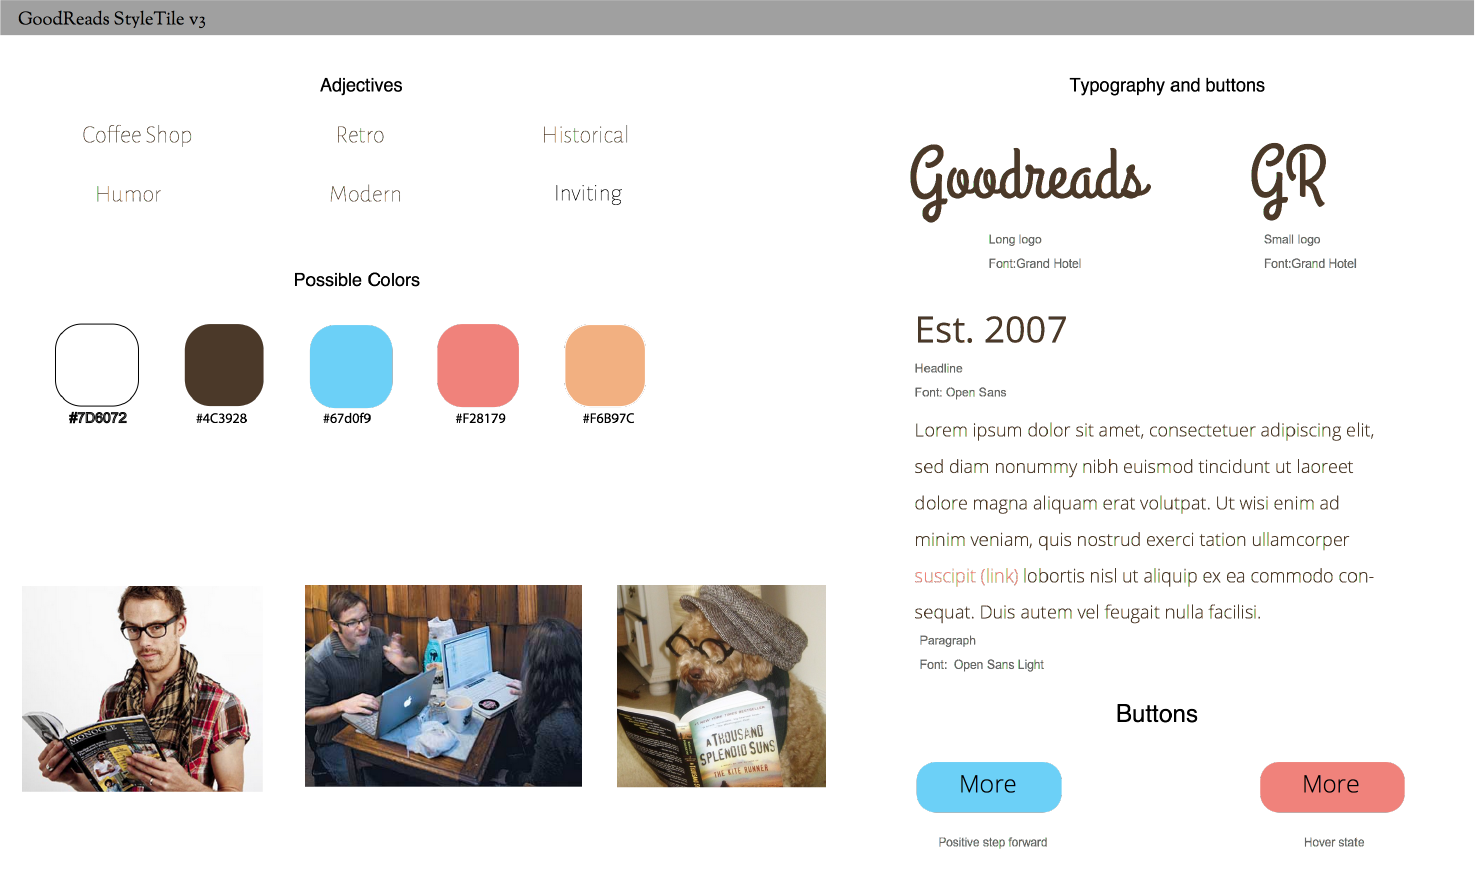 GoodReads StyleTile v3
Adjectives
Coffee Shop
Retro
Historical
Humor
Modern
Inviting
Possible Colors
#7D6072
#4C3928
#67d0f9
#F28179
#F6B97C
MONOCLE
A THOUSAND
SPLENDID SUNS
THE KITE RUNNER
Typography and buttons
Goodreads
GR
Long logo
Font:Grand Hotel
Small logo
Font:Grand Hotel
Est. 2007
Headline
Font: Open Sans
Lorem ipsum dolor sit amet, consectetuer adipiscing elit,
sed diam nonummy nibh euismod tincidunt ut laoreet
dolore magna aliquam erat volutpat. Ut wisi enim ad
minim veniam, quis nostrud exerci tation ullamcorper
suscipit (link) lobortis nisl ut aliquip ex ea commodo con-
sequat. Duis autem vel feugait nulla facilisi.
Paragraph
Font: Open Sans Light
Buttons
More
More
Positive step forward
Hover state